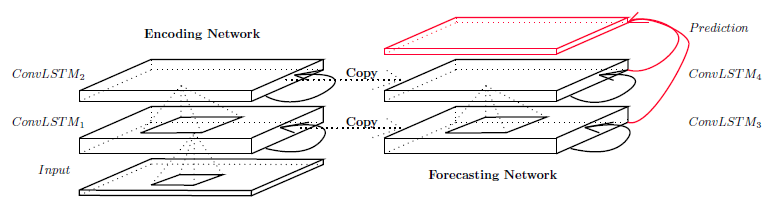 Encoding Network
Prediction
ConvLSTM₂
Copy
ConvLSTM₄
ConvLSTM₁
Copy
ConvLSTM₃
Input
Forecasting Network